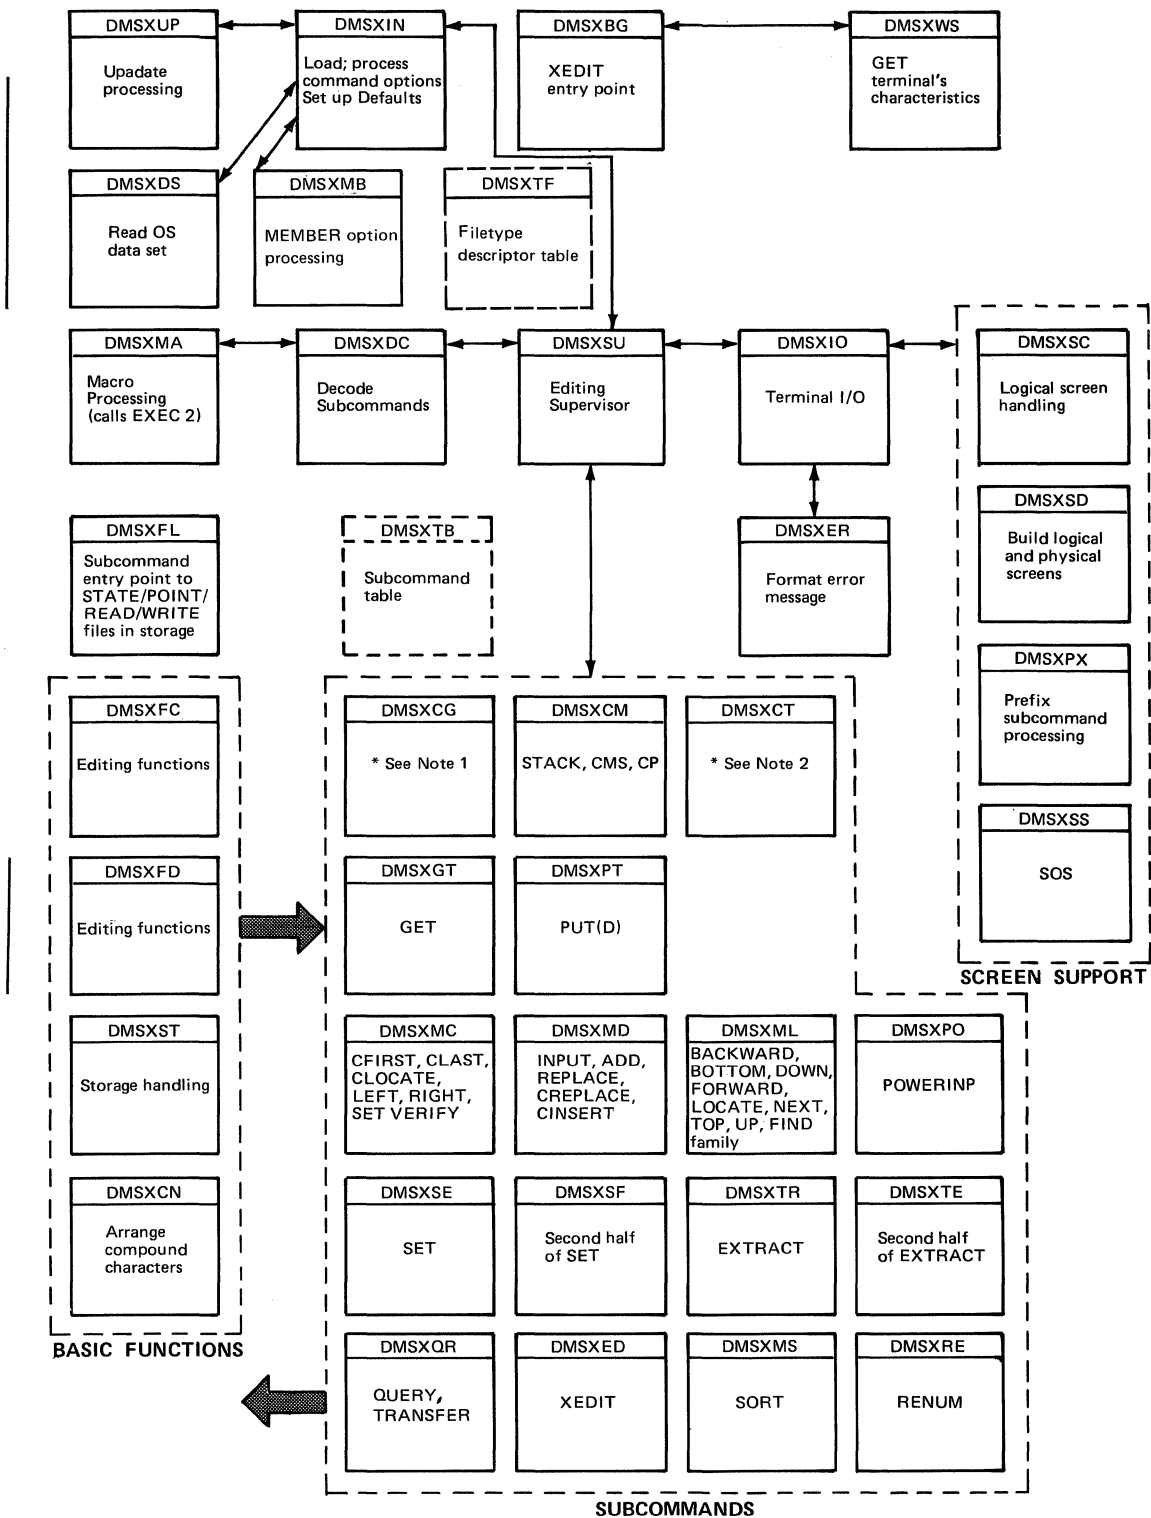 DMSXUP
Upadate
processing
DMSXIN
Load; process
command options
Set up Defaults
DMSXBG
XEDIT
entry point
DMSXWS
GET
terminal's
characteristics
DMSXDS
Read OS
data set
DMSXMB
MEMBER option
processing
DMSXTF
Filetype
descriptor table
DMSXMA
Macro
Processing
(calls EXEC 2)
DMSXDC
Decode
Subcommands
DMSXSU
Editing
Supervisor
DMSXIO
Terminal I/O
DMSXSC
Logical screen
handling
DMSXSD
Build logical
and physical
screens
DMSXPX
Prefix
subcommand
processing
DMSXSS
SOS
SCREEN SUPPORT
DMSXFL
Subcommand
entry point to
STATE/POINT/
READ/WRITE
files in storage
DMSXTB
Subcommand
table
DMSXER
Format error
message
DMSXFC
Editing functions
DMSXFD
Editing functions
DMSXST
Storage handling
DMSXCN
Arrange
compound
characters
BASIC FUNCTIONS
DMSXCG
* See Note 1
DMSXCM
STACK, CMS, CP
DMSXCT
* See Note 2
DMSXGT
GET
DMSXPT
PUT(D)
DMSXMC
CFIRST, CLAST,
CLOCATE,
LEFT, RIGHT,
SET VERIFY
DMSXMD
INPUT, ADD,
REPLACE,
CREPLACE,
CINSERT
DMSXML
BACKWARD,
BOTTOM, DOWN,
FORWARD,
LOCATE, NEXT,
TOP, UP, FIND
family
DMSXPO
POWERINP
DMSXSE
SET
DMSXSF
Second half
of SET
DMSXTR
EXTRACT
DMSXTE
Second half
of EXTRACT
DMSXQR
QUERY,
TRANSFER
DMSXED
XEDIT
DMSXMS
SORT
DMSXRE
RENUM
SUBCOMMANDS